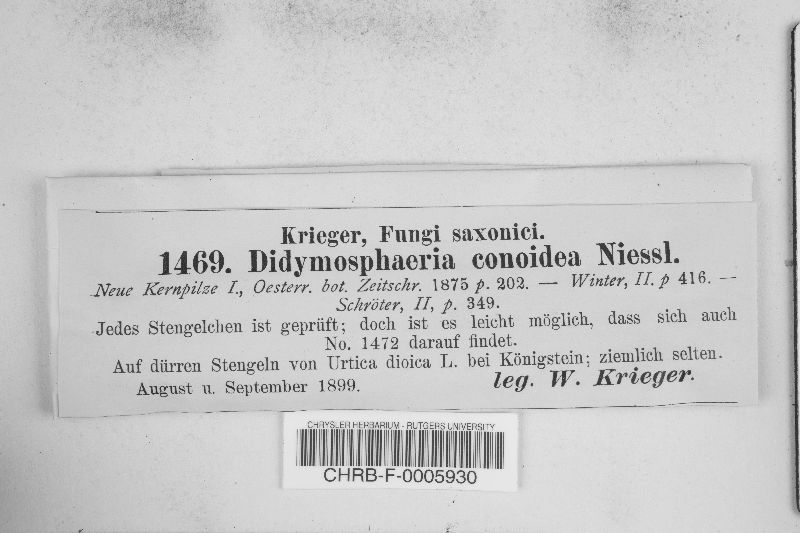 Krieger, Fungi saxonici.
1469. Didymosphaeria conoidea Niessl.
Neue Kernpilze I., Oesterr. bot. Zeitschr. 1875 p. 202. — Winter, II. p 416. —
Schröter, II, p. 349.
Jedes Stengelchen ist geprüft; doch ist es leicht möglich, dass sich auch
No. 1472 darauf findet.
Auf dürren Stengeln von Urtica dioica L. bei Königstein; ziemlich selten.
August u. September 1899.
leg. W. Krieger.
CHRYSLER HERBARIUM - RUTGERS UNIVERSITY
CHRB-F-0005930